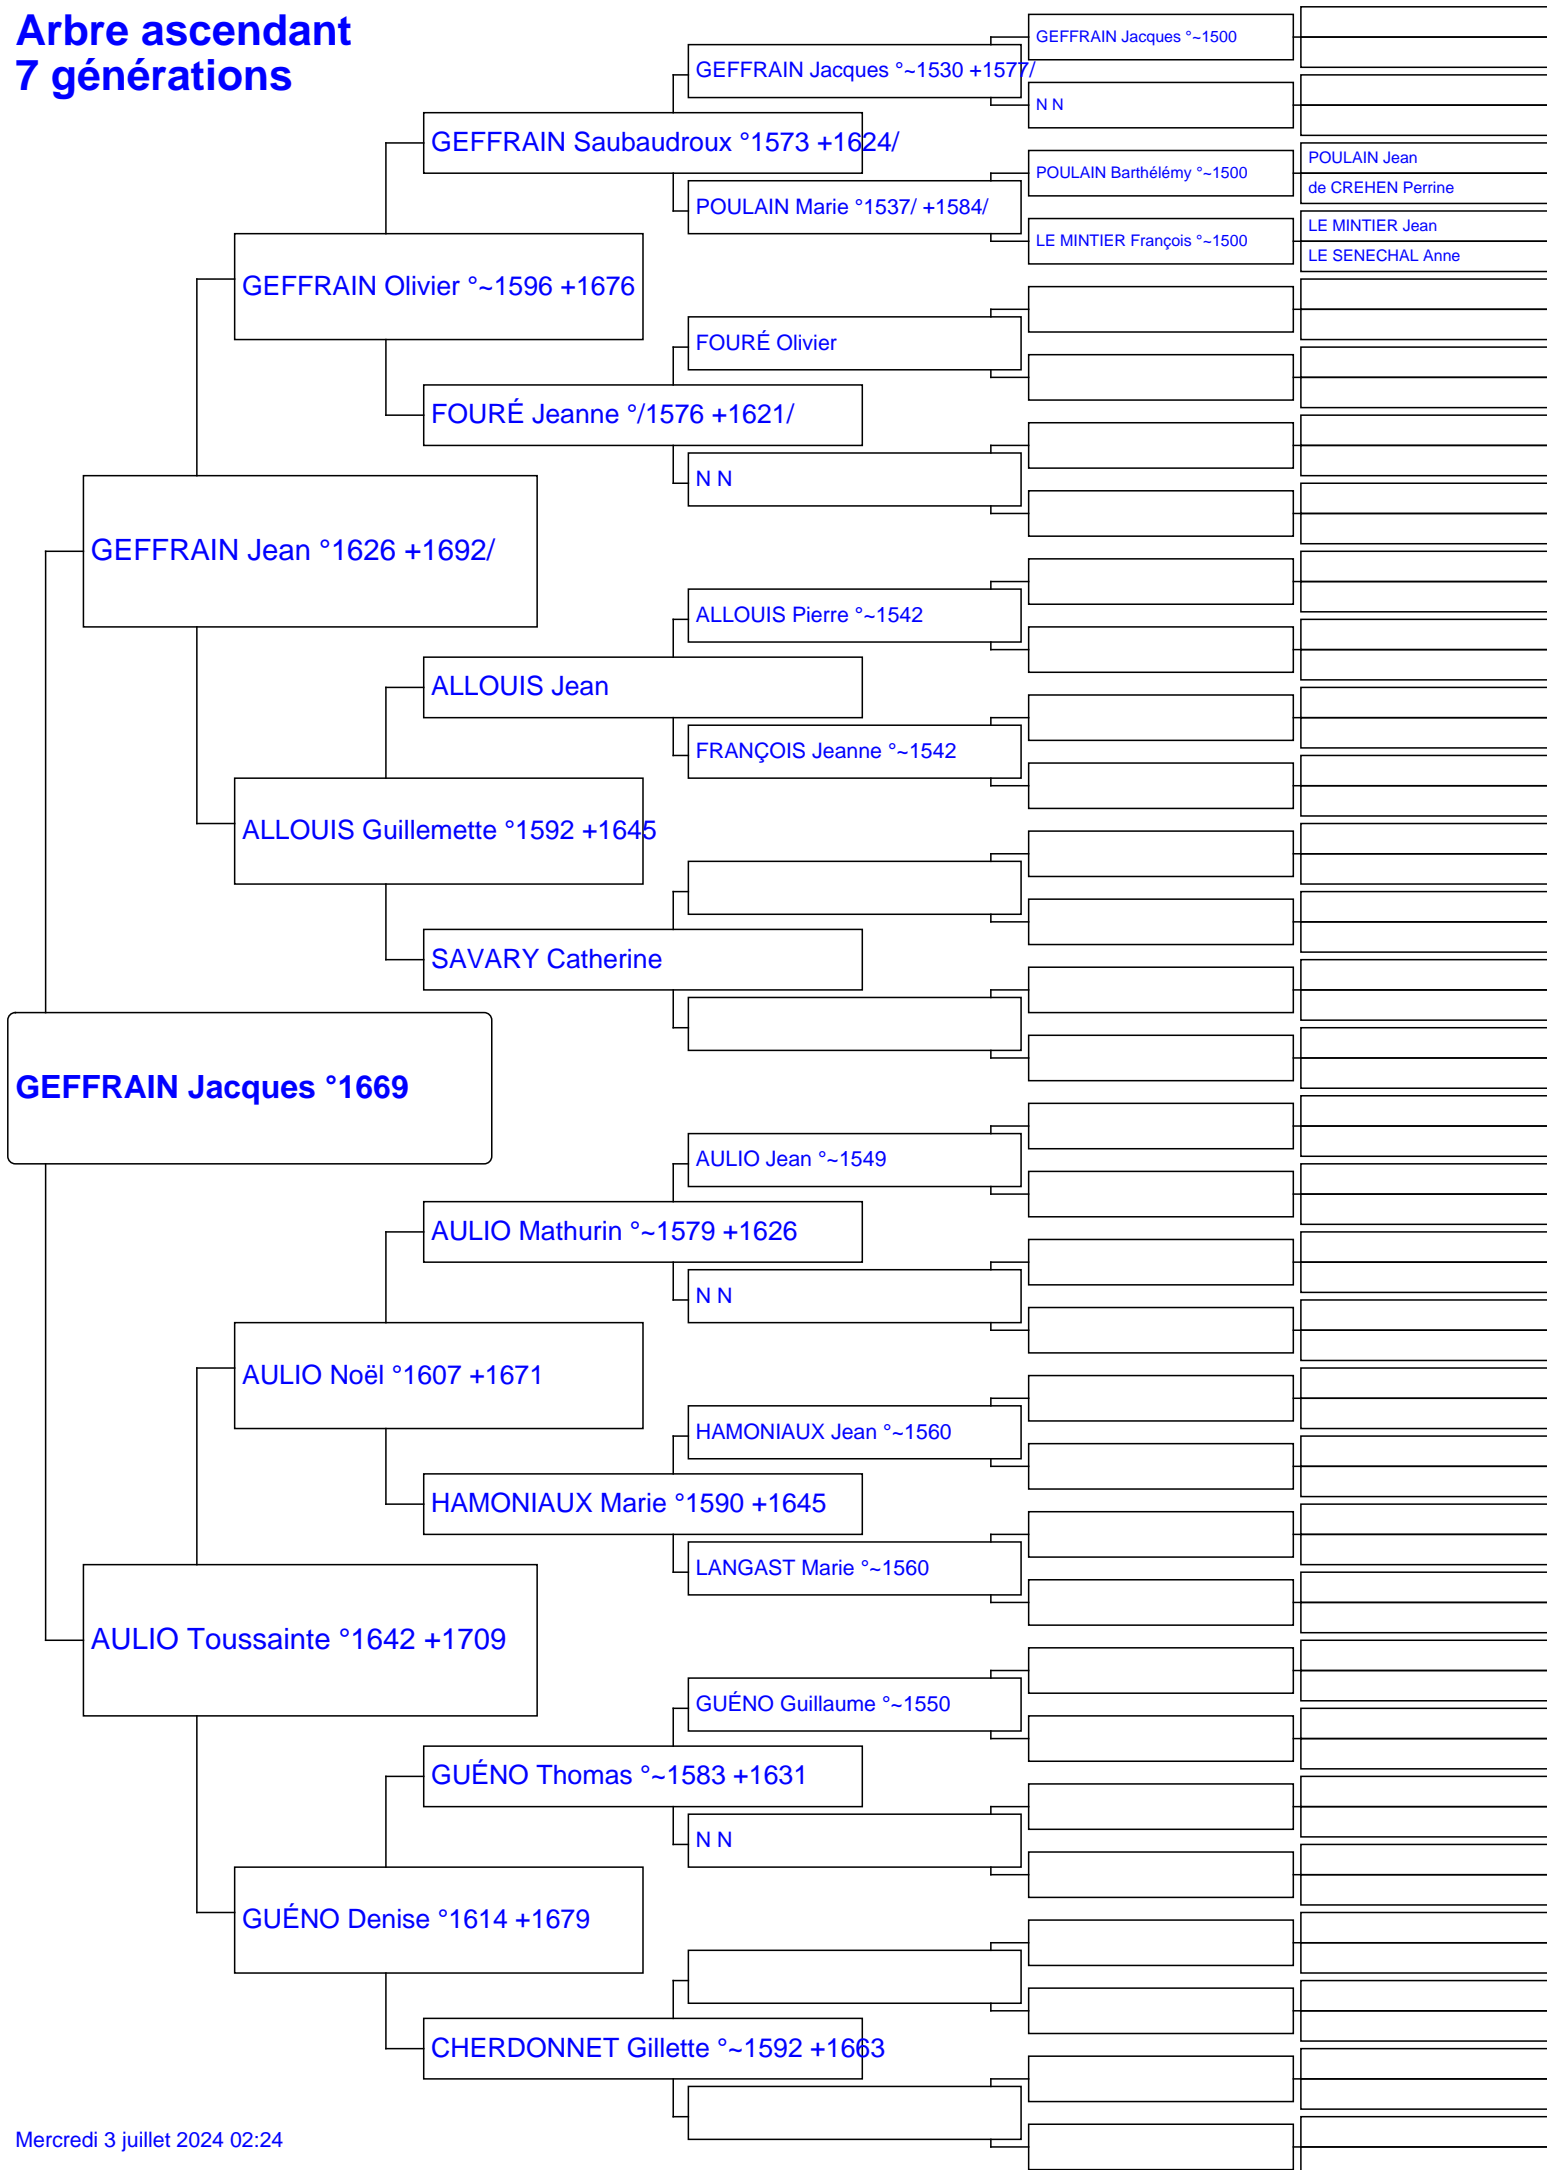 Arbre ascendant
7 générations
GEFFRAIN Jacques °~1500
GEFFRAIN Jacques °~1530 +1577/
N N
GEFFRAIN Saubaudroux °1573 +1624/
POULAIN Jean
POULAIN Barthélémy °~1500
de CREHEN Perrine
POULAIN Marie °1537/ +1584/
LE MINTIER Jean
LE MINTIER François °~1500
LE SENECHAL Anne
GEFFRAIN Olivier °~1596 +1676
FOURÉ Olivier
FOURÉ Jeanne °/1576 +1621/
N N
GEFFRAIN Jean °1626 +1692/
ALLOUIS Pierre °~1542
ALLOUIS Jean
FRANÇOIS Jeanne °~1542
ALLOUIS Guillemette °1592 +1645
SAVARY Catherine
GEFFRAIN Jacques °1669
AULIO Jean °~1549
AULIO Mathurin °~1579 +1626
N N
AULIO Noël °1607 +1671
HAMONIAUX Jean °~1560
HAMONIAUX Marie °1590 +1645
LANGAST Marie °~1560
AULIO Toussainte °1642 +1709
GUÉNO Guillaume °~1550
GUÉNO Thomas °~1583 +1631
N N
GUÉNO Denise °1614 +1679
CHERDONNET Gillette °~1592 +1663
Mercredi 3 juillet 2024 02:24